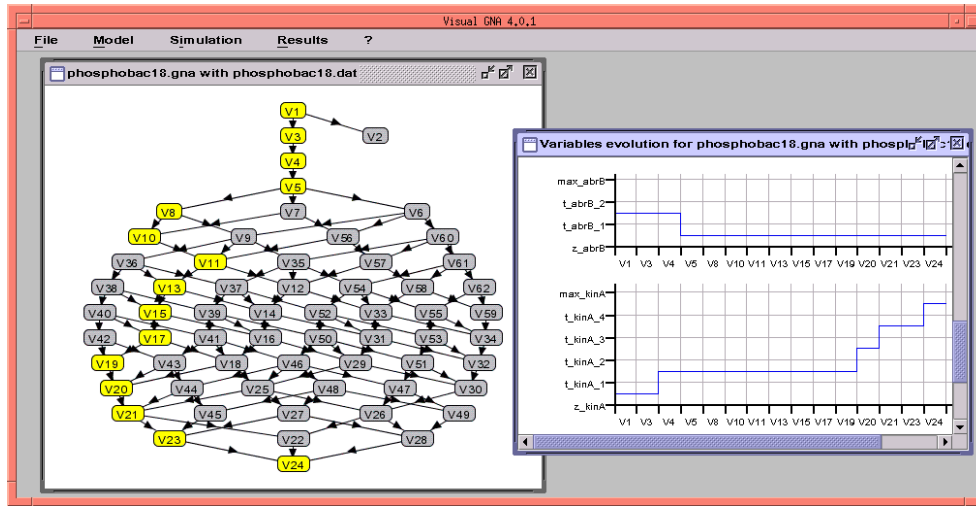 Visual GNA 4.0.1
File Model Simulation Results ?
phosphobac18.gna with phosphobac18.dat
V1
V2
V3
V4
V5
V8 V7 V6
V10 V9 V56 V60
V36 V11 V35 V57 V61
V38 V13 V37 V12 V54 V58 V62
V40 V15 V39 V14 V52 V33 V55 V59
V42 V17 V41 V16 V50 V31 V53 V34
V19 V43 V18 V46 V29 V51 V32
V20 V44 V25 V48 V47 V30
V21 V45 V27 V26 V49
V23 V22 V28
V24
Variables evolution for phosphobac18.gna with
max_abrB
t_abrB_2
t_abrB_1
z_abrB
V1 V3 V4 V5 V8 V10 V11 V13 V15 V17 V19 V20 V21 V23 V24
max_kinA
t_kinA_4
t_kinA_3
t_kinA_2
t_kinA_1
z_kinA
V1 V3 V4 V5 V8 V10 V11 V13 V15 V17 V19 V20 V21 V23 V24